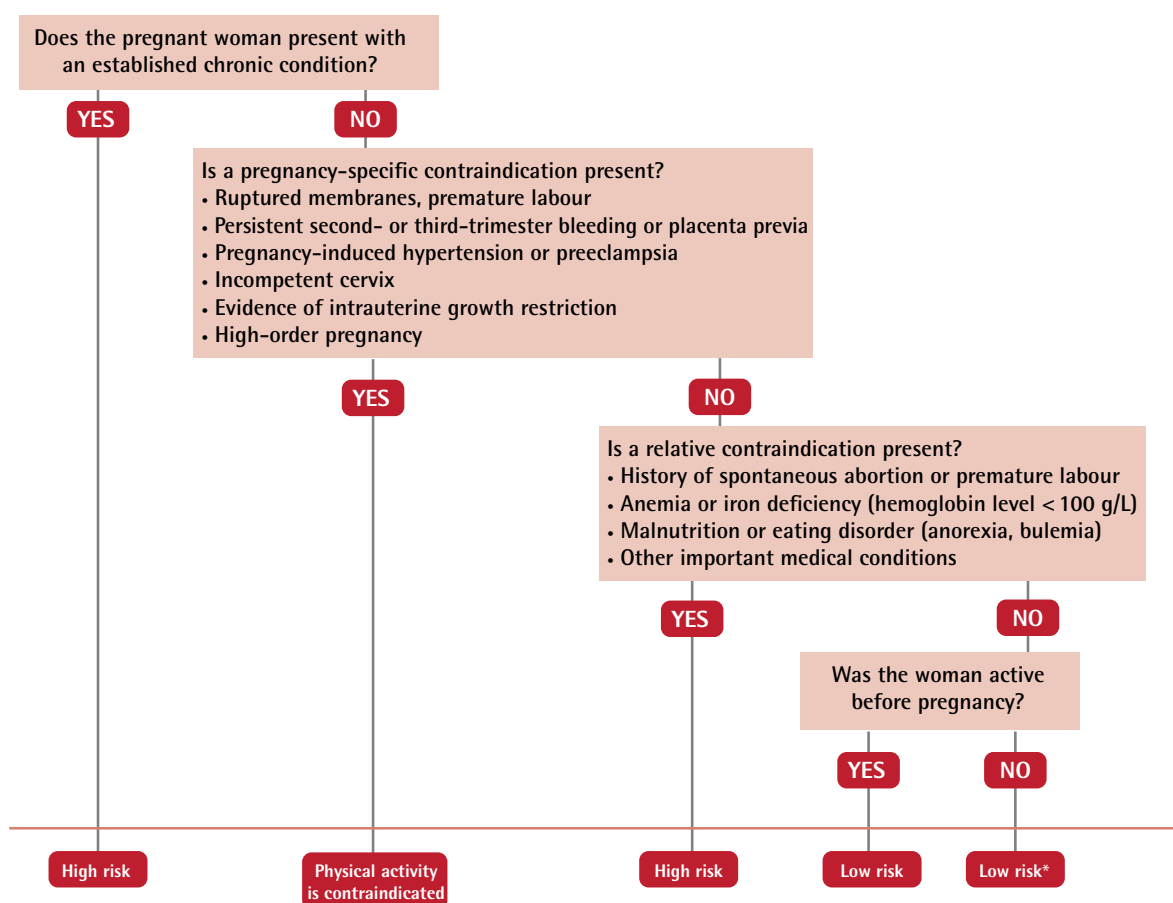 Does the pregnant woman present with
an established chronic condition?
YES
NO
Is a pregnancy-specific contraindication present?
• Ruptured membranes, premature labour
• Persistent second- or third-trimester bleeding or placenta previa
• Pregnancy-induced hypertension or preeclampsia
• Incompetent cervix
• Evidence of intrauterine growth restriction
• High-order pregnancy
YES
NO
Is a relative contraindication present?
• History of spontaneous abortion or premature labour
• Anemia or iron deficiency (hemoglobin level < 100 g/L)
• Malnutrition or eating disorder (anorexia, bulemia)
• Other important medical conditions
YES
NO
Was the woman active
before pregnancy?
YES
NO
High risk
Physical activity
is contraindicated
High risk
Low risk
Low risk*